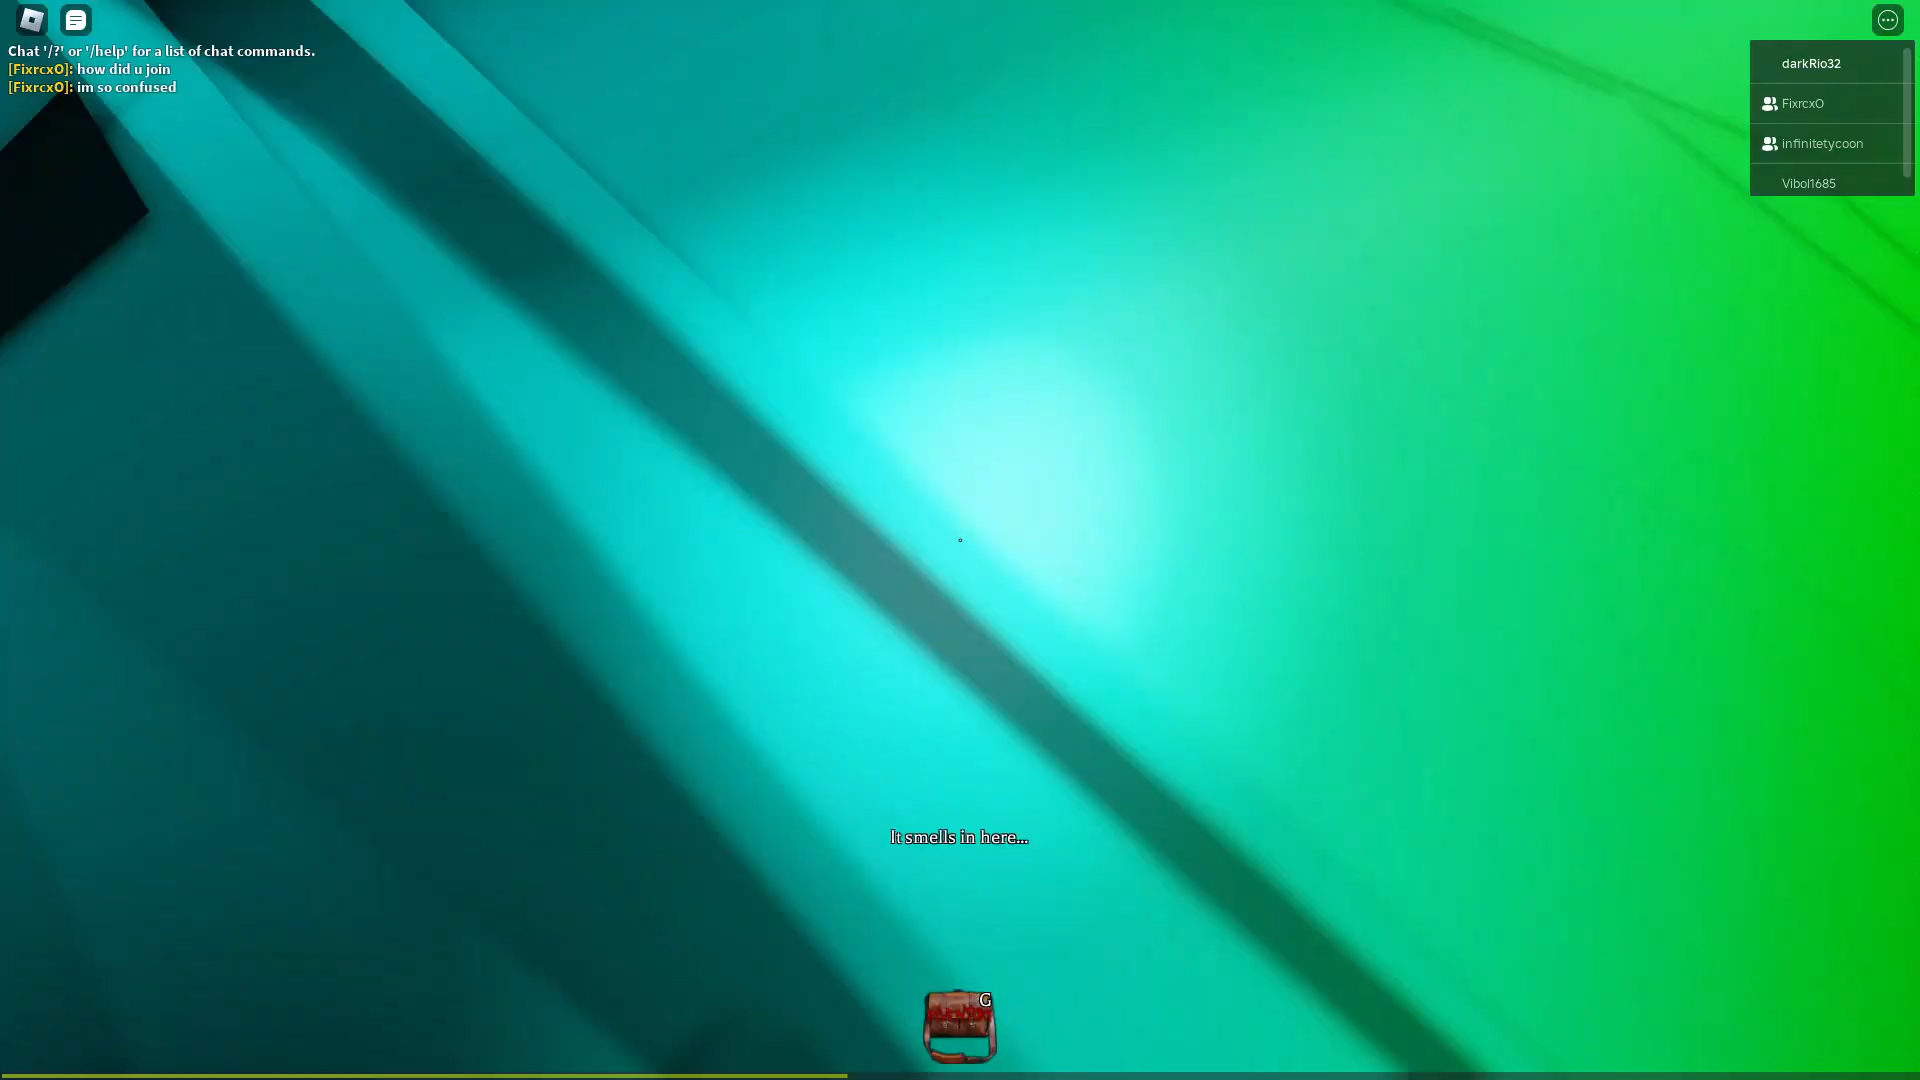 Chat '/?' or '/help' for a list of chat commands.
[FixrcxO]: how did u join
[FixrcxO]: im so confused
darkRio32
FixrcxO
infinitetycoon
Vibol1685
It smells in here...
G